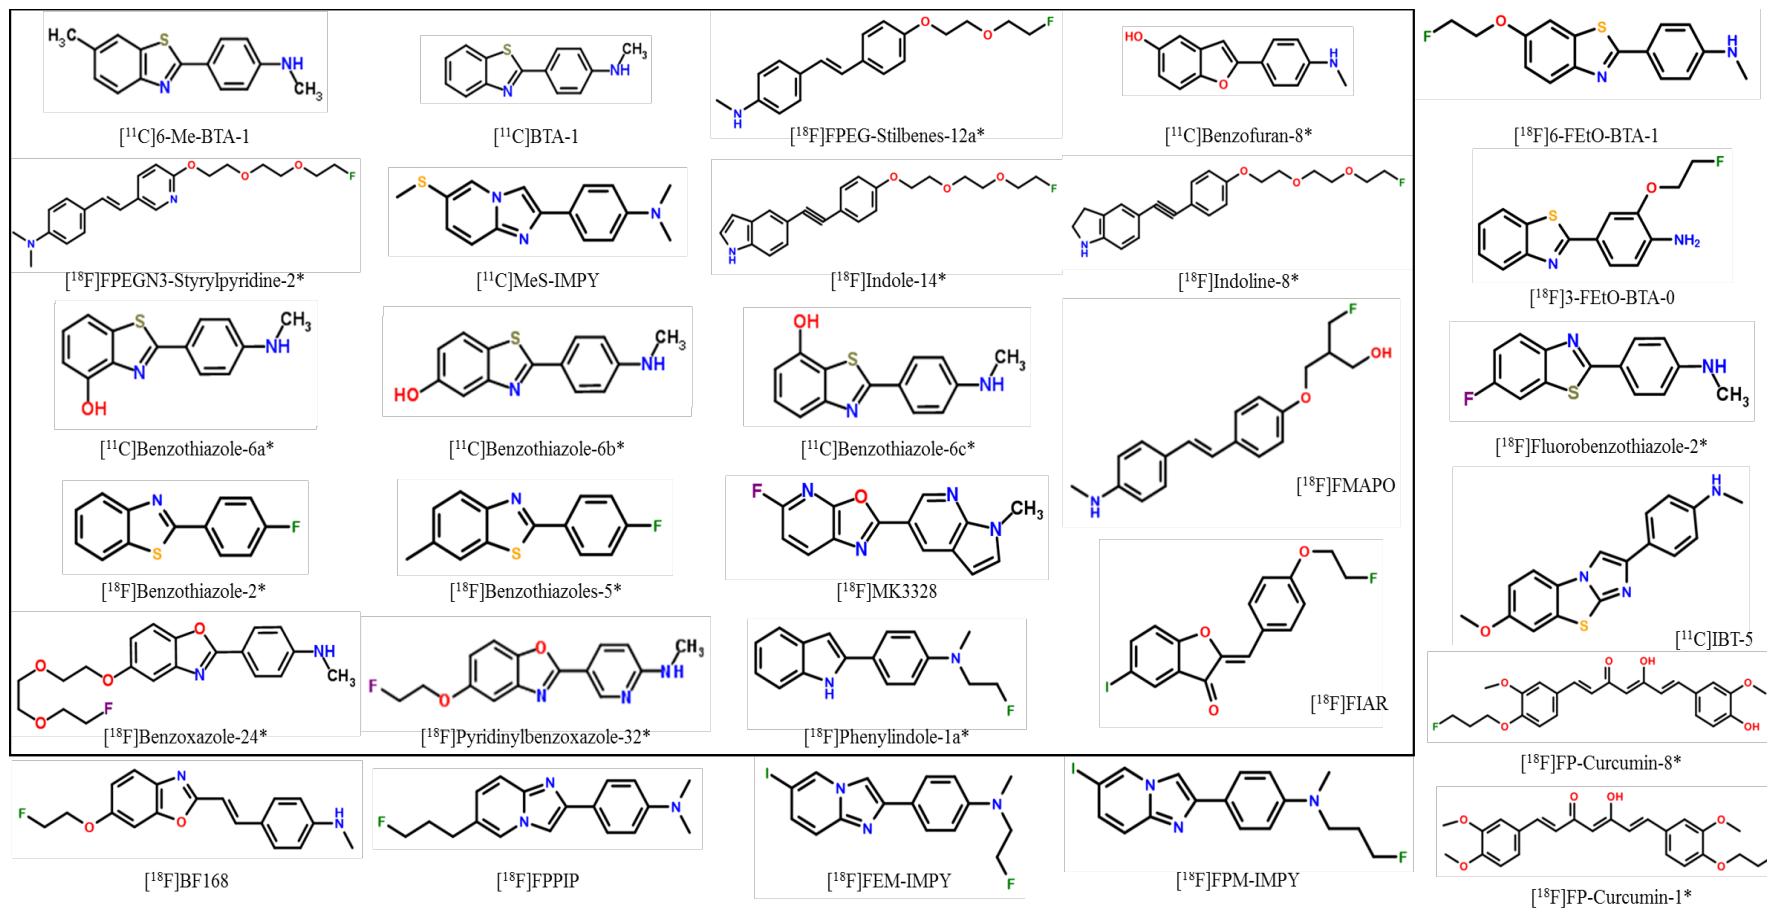 [¹¹C]6-Me-BTA-1
[¹¹C]BTA-1
[¹⁸F]FPEG-Stilbenes-12a*
[¹¹C]Benzofuran-8*
[¹⁸F]6-FEtO-BTA-1
[¹⁸F]FPEGN3-Styrylpyridine-2*
[¹¹C]MeS-IMPY
[¹⁸F]Indole-14*
[¹⁸F]Indoline-8*
[¹⁸F]3-FEtO-BTA-0
[¹¹C]Benzothiazole-6a*
[¹¹C]Benzothiazole-6b*
[¹¹C]Benzothiazole-6c*
[¹⁸F]FMAPO
[¹⁸F]Fluorobenzothiazole-2*
[¹⁸F]Benzothiazole-2*
[¹⁸F]Benzothiazoles-5*
[¹⁸F]MK3328
[¹⁸F]FIAR
[¹¹C]IBT-5
[¹⁸F]Benzoxazole-24*
[¹⁸F]Pyridinylbenzoxazole-32*
[¹⁸F]Phenylindole-1a*
[¹⁸F]FP-Curcumin-8*
[¹⁸F]BF168
[¹⁸F]FPPIP
[¹⁸F]FEM-IMPY
[¹⁸F]FPM-IMPY
[¹⁸F]FP-Curcumin-1*